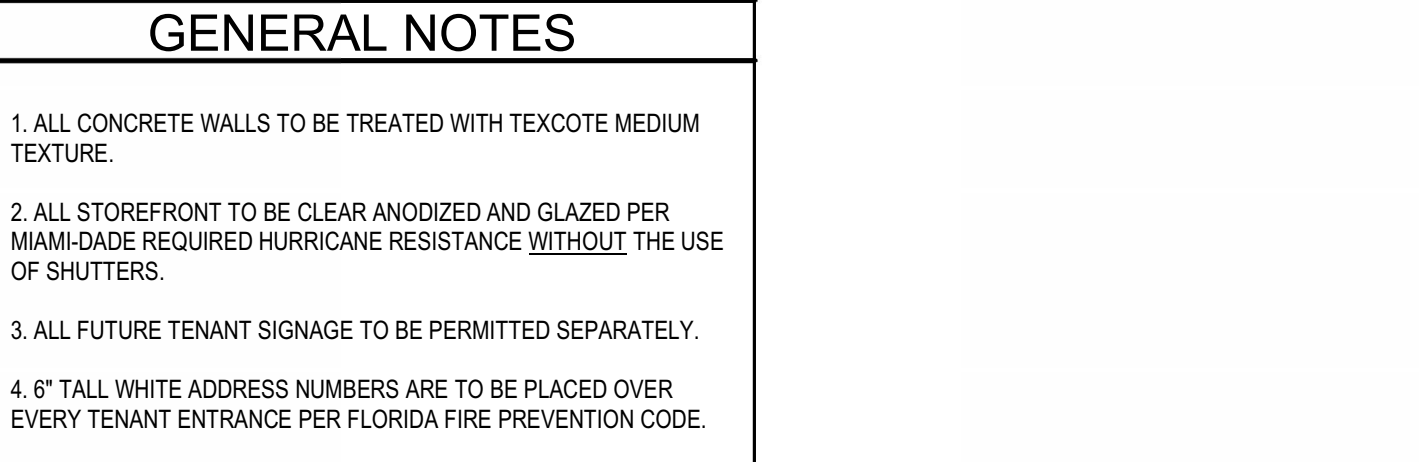 GENERAL NOTES
1. ALL CONCRETE WALLS TO BE TREATED WITH TEXCOTE MEDIUM
TEXTURE.
2. ALL STOREFRONT TO BE CLEAR ANODIZED AND GLAZED PER
MIAMI-DADE REQUIRED HURRICANE RESISTANCE WITHOUT THE USE
OF SHUTTERS.
3. ALL FUTURE TENANT SIGNAGE TO BE PERMITTED SEPARATELY.
4. 6" TALL WHITE ADDRESS NUMBERS ARE TO BE PLACED OVER
EVERY TENANT ENTRANCE PER FLORIDA FIRE PREVENTION CODE.